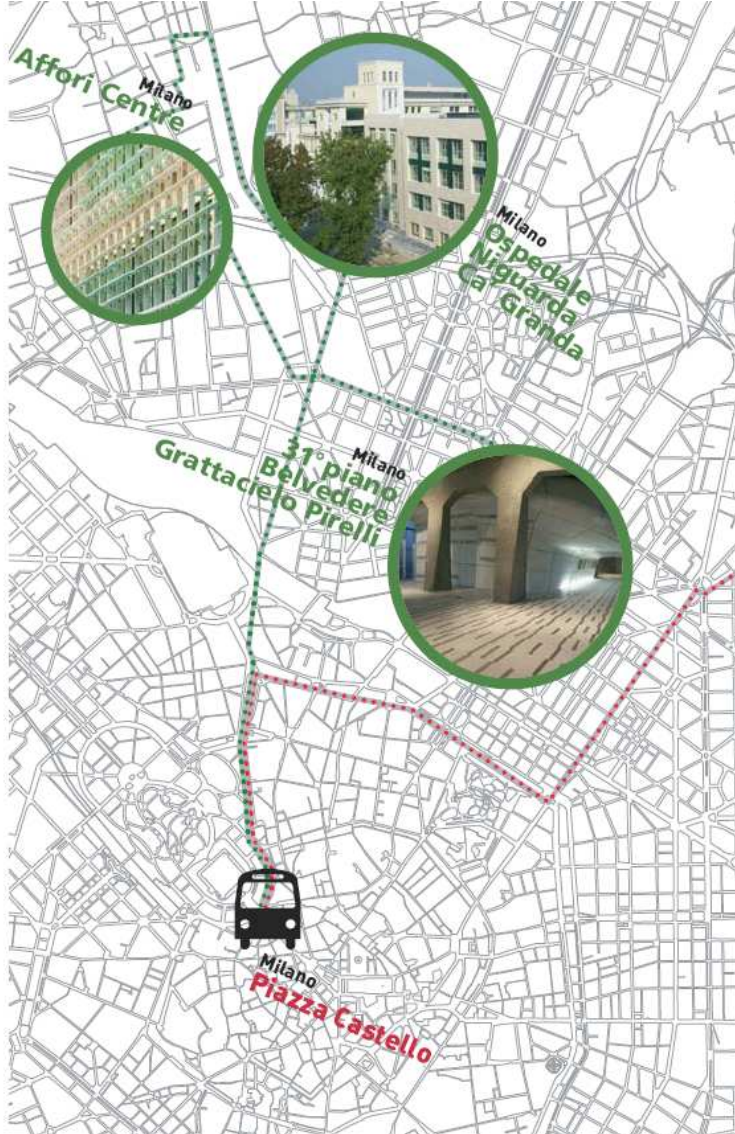 Milano
Affori Centre
Milano
Ospedale
Niguarda
Ca' Granda
Milano
31° piano
Belvedere
Grattacielo Pirelli
Milano
Piazza Castello